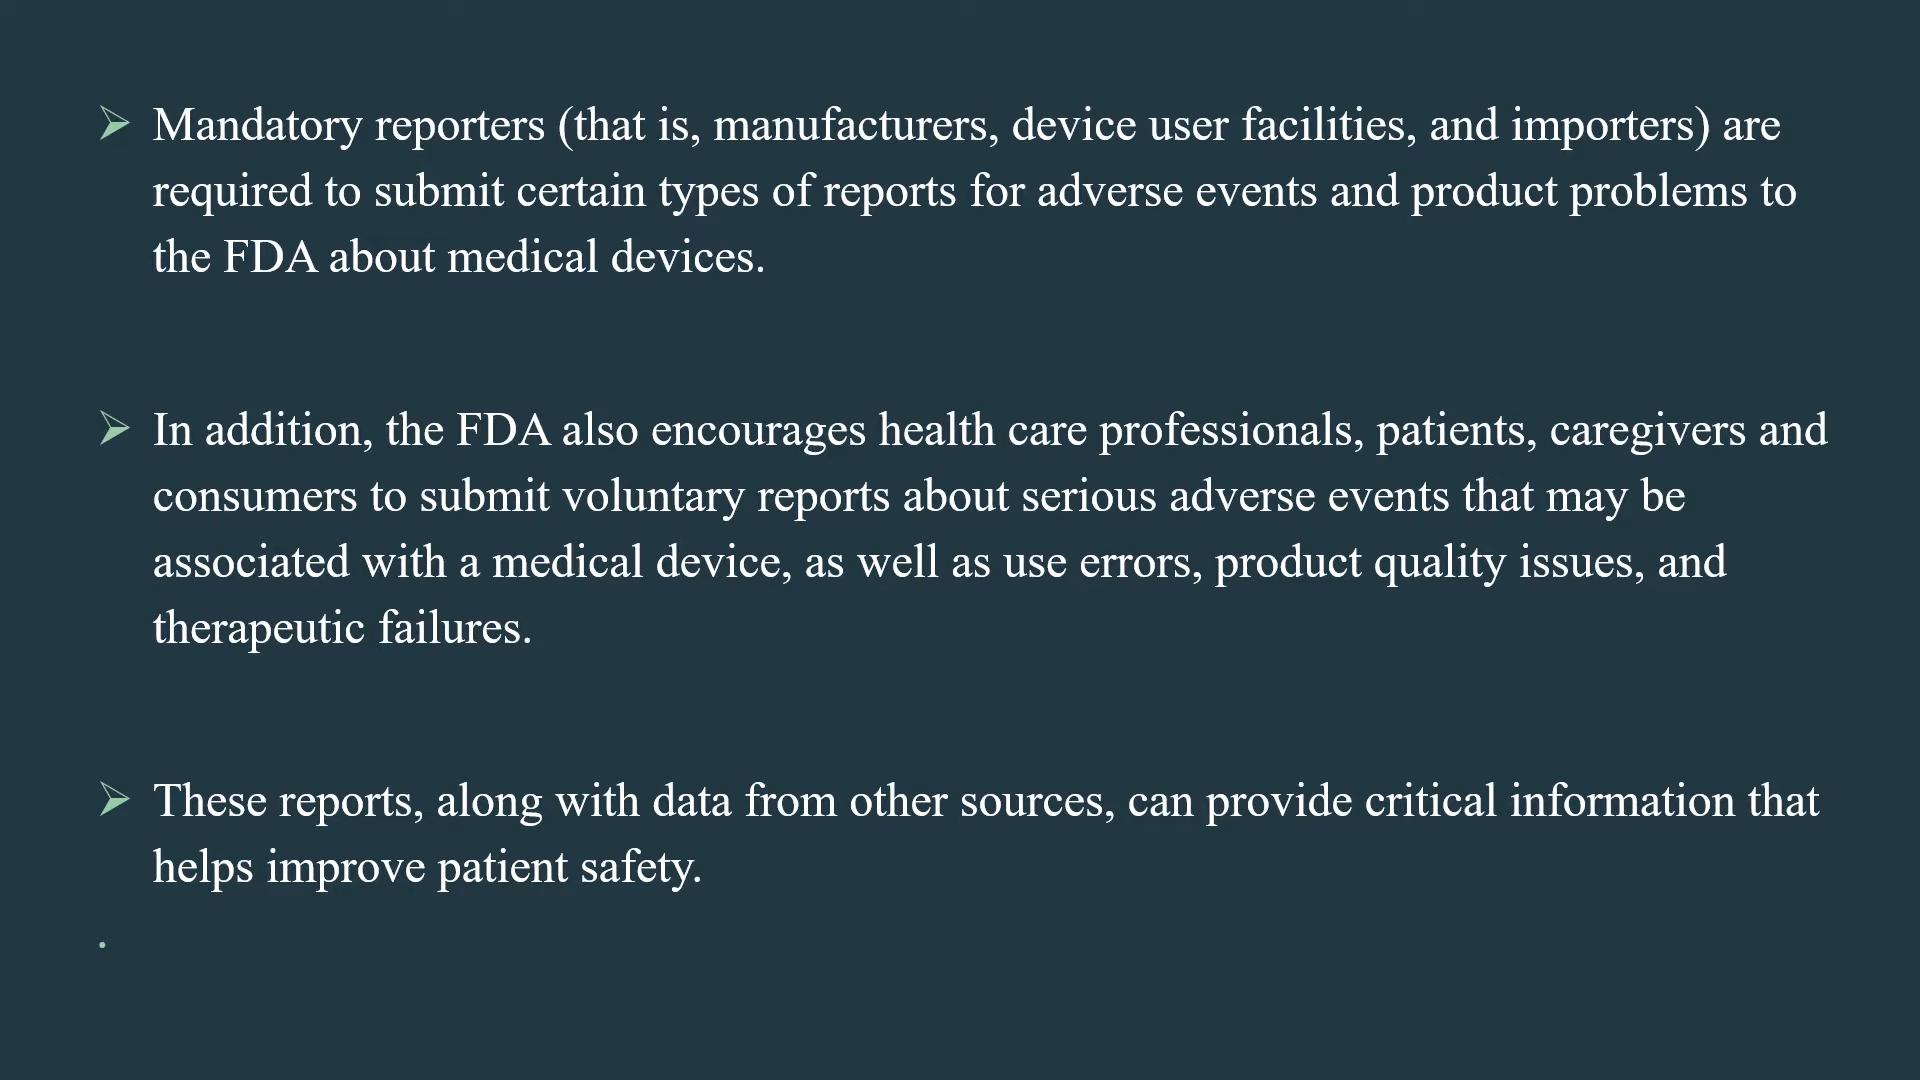 ➢ Mandatory reporters (that is, manufacturers, device user facilities, and importers) are
required to submit certain types of reports for adverse events and product problems to
the FDA about medical devices.
➢ In addition, the FDA also encourages health care professionals, patients, caregivers and
consumers to submit voluntary reports about serious adverse events that may be
associated with a medical device, as well as use errors, product quality issues, and
therapeutic failures.
➢ These reports, along with data from other sources, can provide critical information that
helps improve patient safety.
.